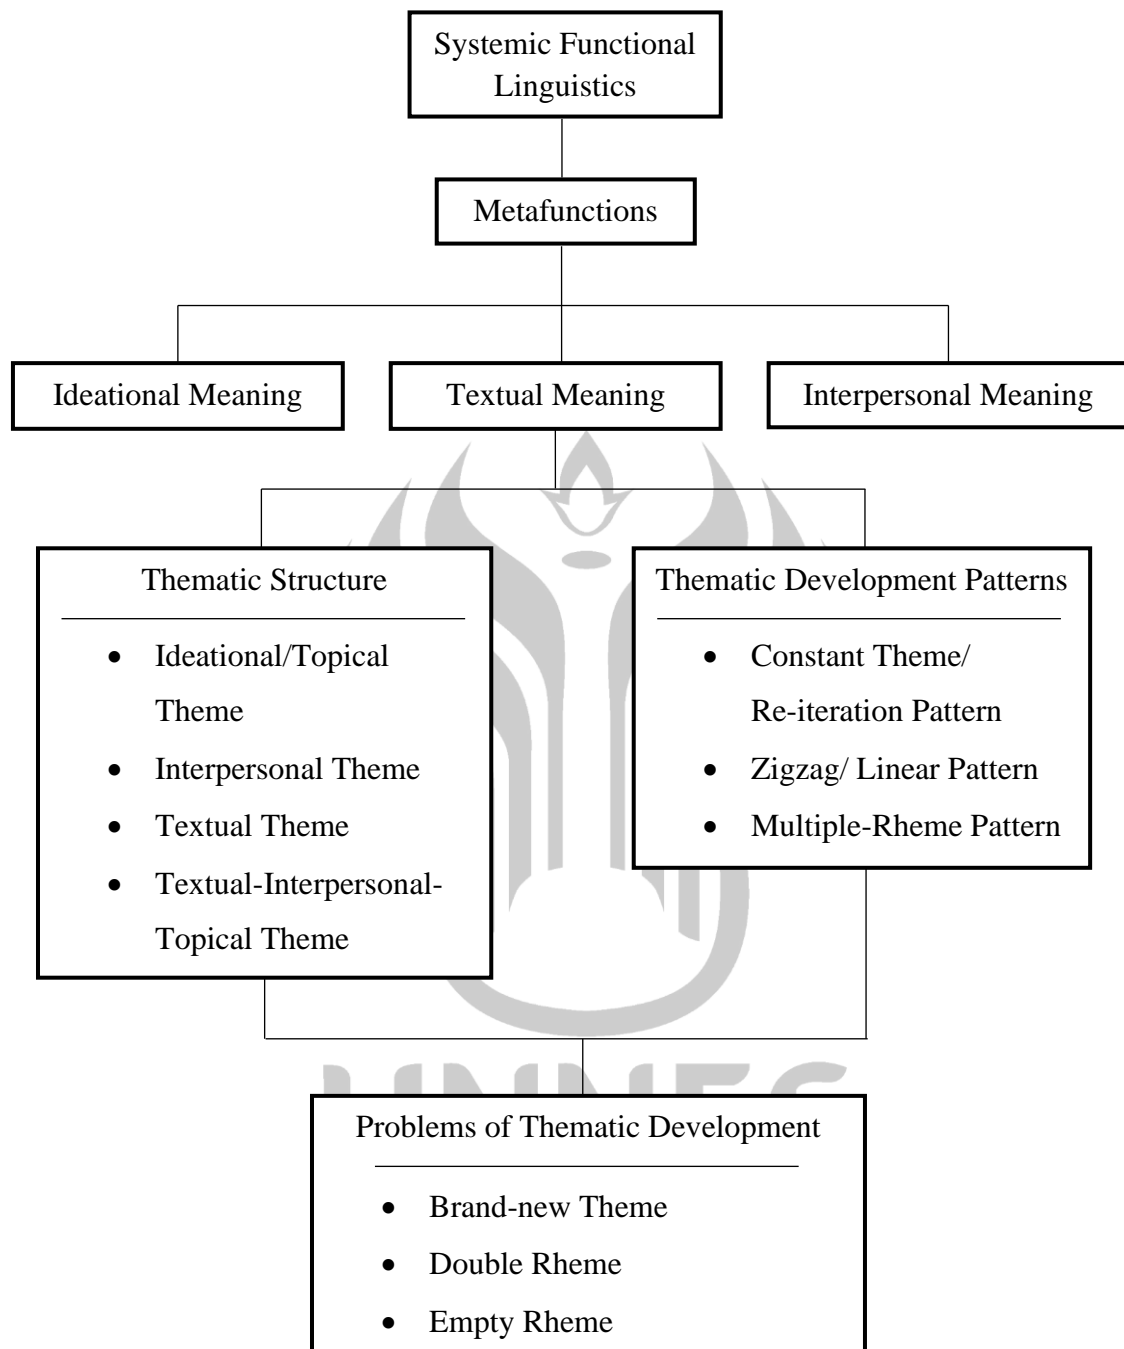 Systemic Functional
Linguistics
Metafunctions
Ideational Meaning
Textual Meaning
Interpersonal Meaning
Thematic Structure
• Ideational/Topical
Theme
• Interpersonal Theme
• Textual Theme
• Textual-Interpersonal-
Topical Theme
Thematic Development Patterns
• Constant Theme/
Re-iteration Pattern
• Zigzag/ Linear Pattern
• Multiple-Rheme Pattern
UNNES
Problems of Thematic Development
• Brand-new Theme
• Double Rheme
• Empty Rheme